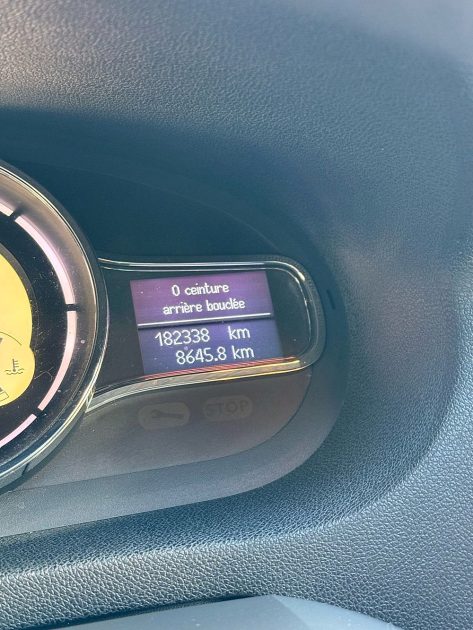 0 ceinture
arrière bouclée
182338 km
8645.8 km
STOP